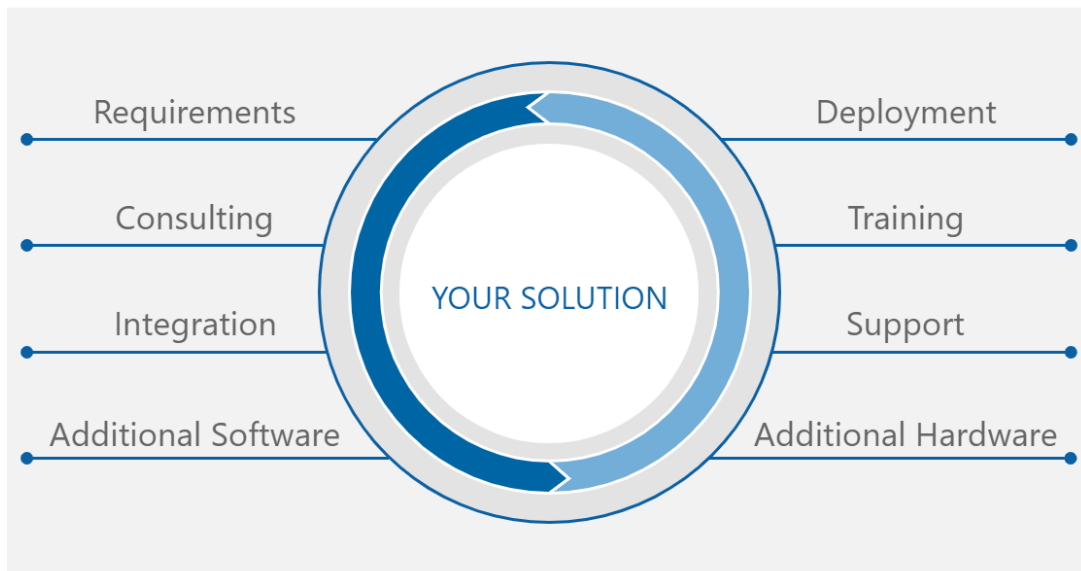 Requirements
Deployment
Consulting
Training
YOUR SOLUTION
Integration
Support
Additional Software
Additional Hardware